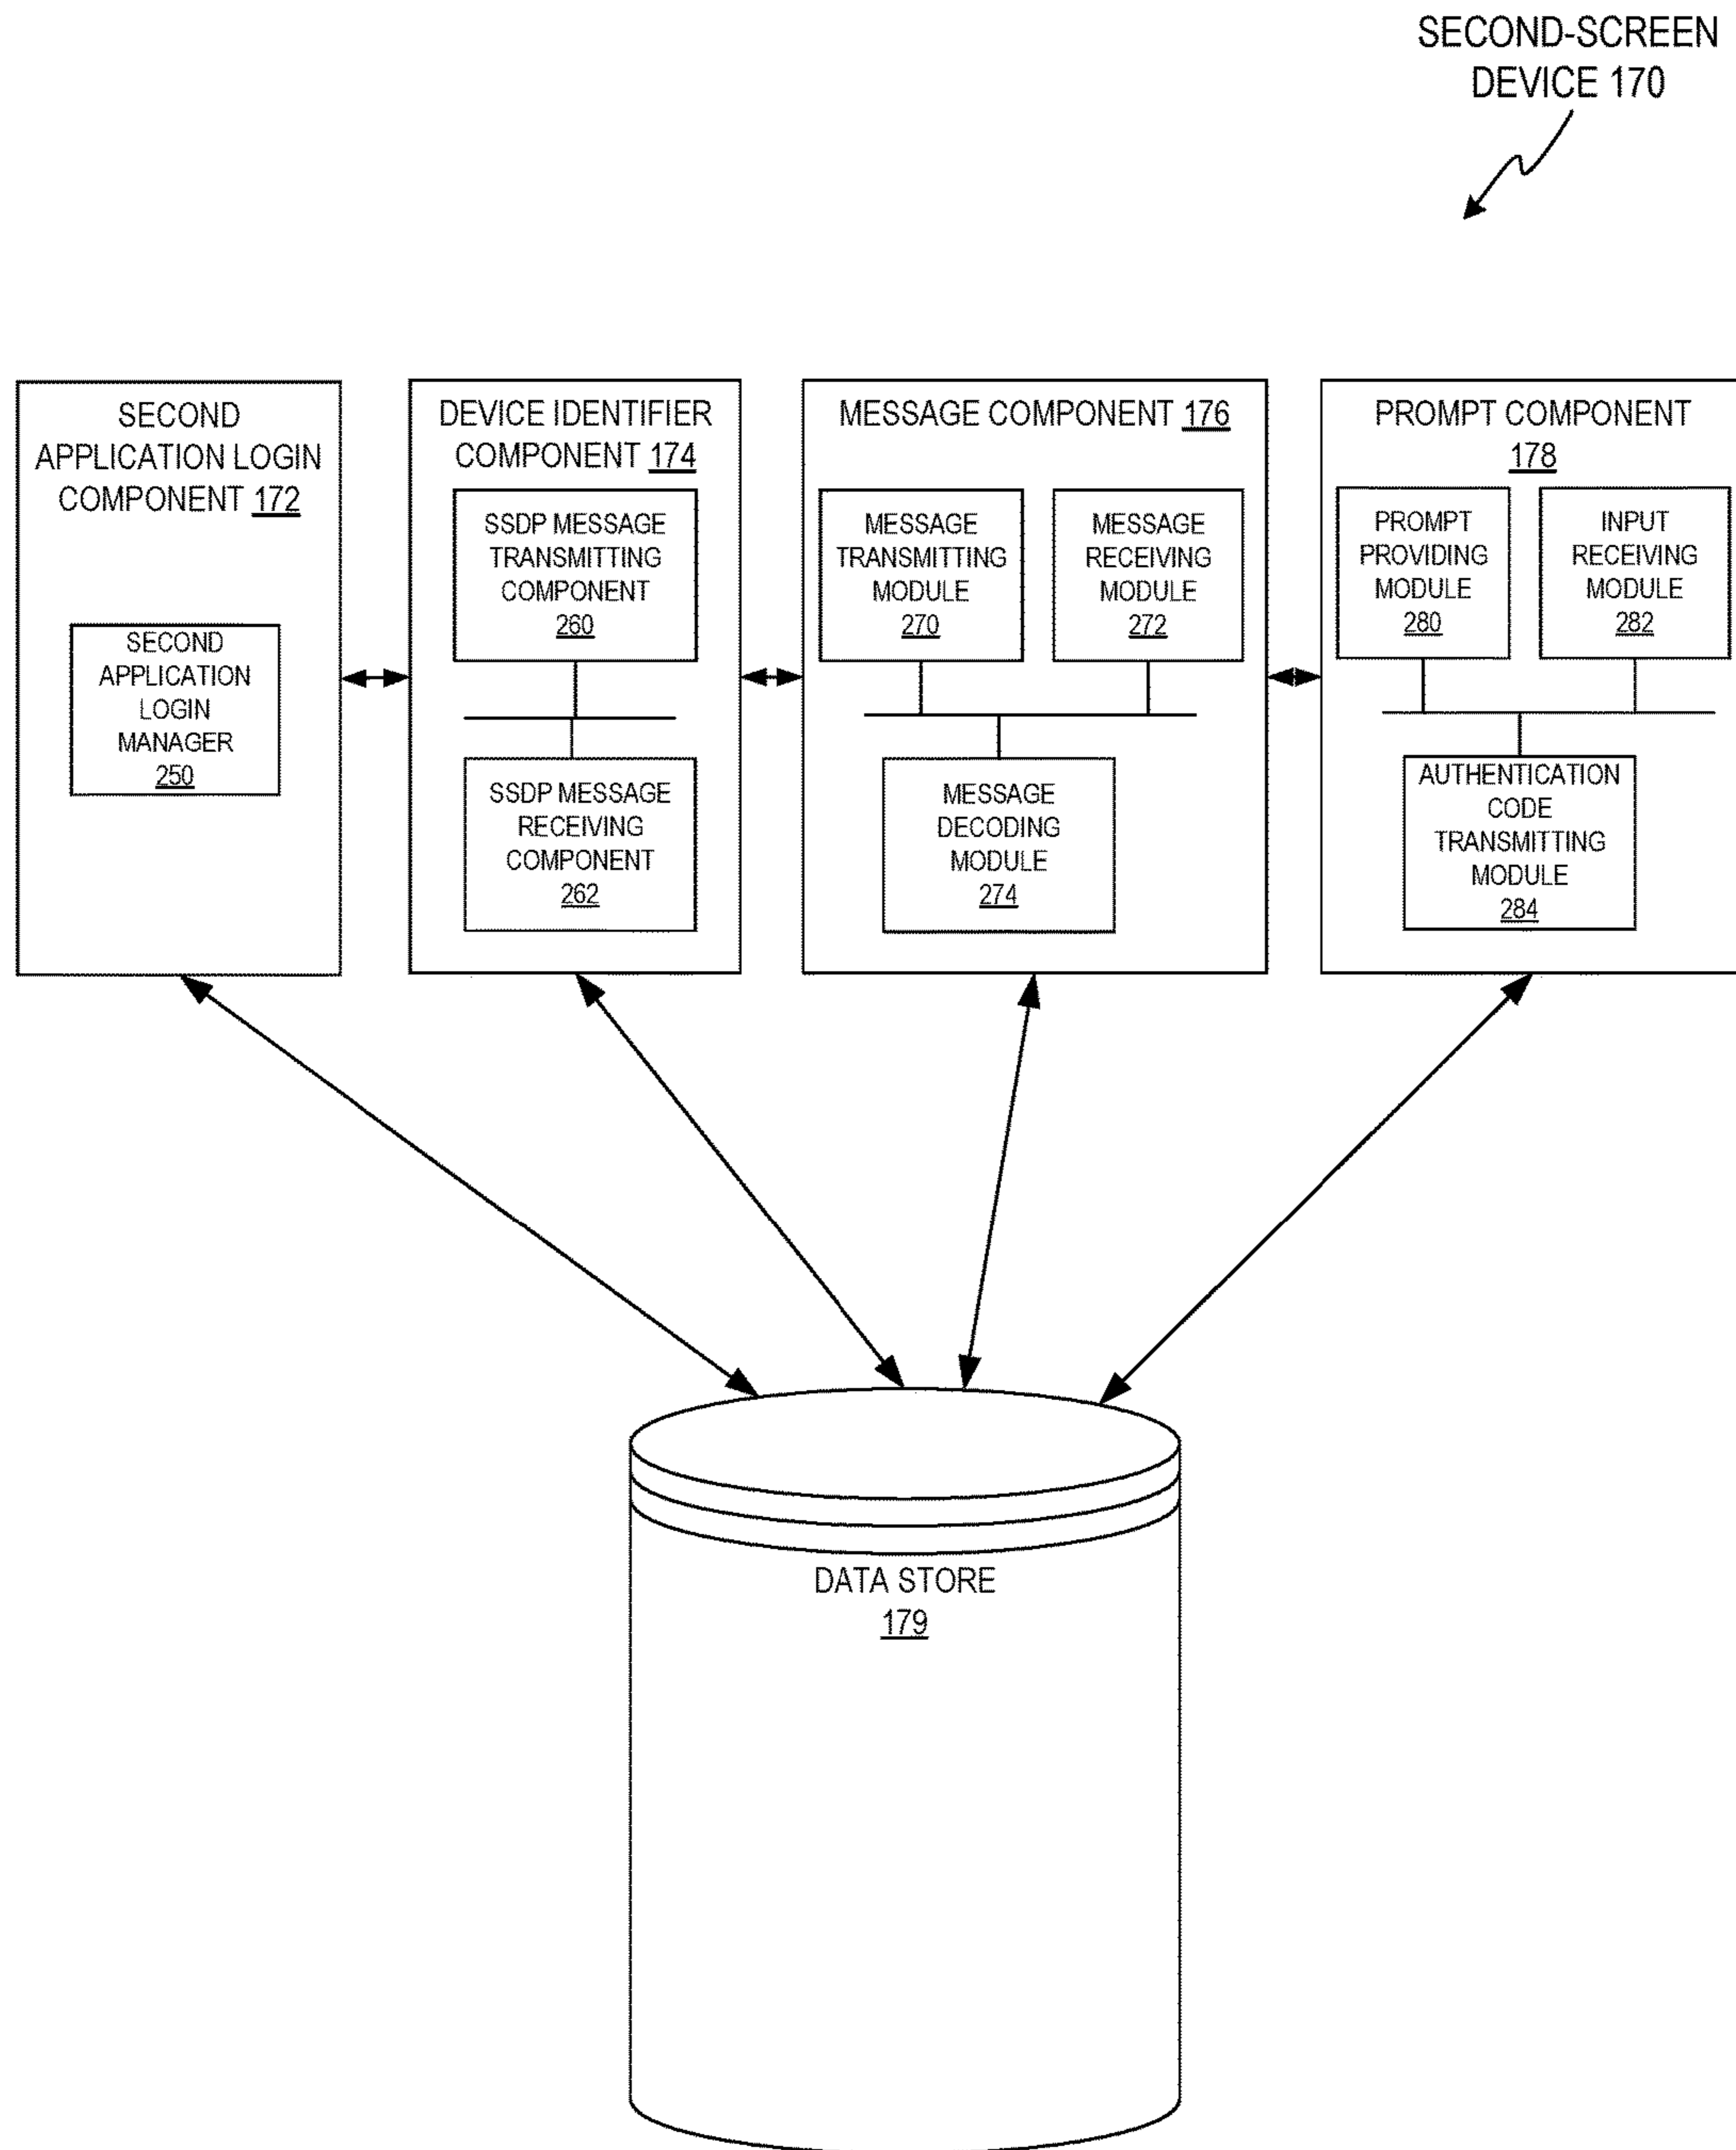 SECOND-SCREEN
DEVICE 170
SECOND
APPLICATION LOGIN
COMPONENT 172
SECOND
APPLICATION
LOGIN
MANAGER
250
DEVICE IDENTIFIER
COMPONENT 174
SSDP MESSAGE
TRANSMITTING
COMPONENT
260
SSDP MESSAGE
RECEIVING
COMPONENT
262
MESSAGE COMPONENT 176
MESSAGE
TRANSMITTING
MODULE
270
MESSAGE
RECEIVING
MODULE
272
MESSAGE
DECODING
MODULE
274
PROMPT COMPONENT
178
PROMPT
PROVIDING
MODULE
280
INPUT
RECEIVING
MODULE
282
AUTHENTICATION
CODE
TRANSMITTING
MODULE
284
DATA STORE
179